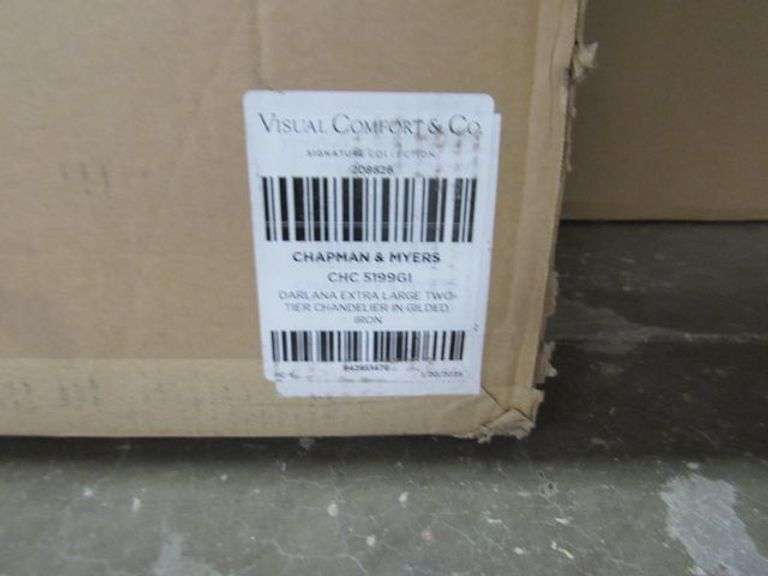 VISUAL COMFORT & CO.
SIGNATURE COLLECTION
208828
CHAPMAN & MYERS
CHC 5199GI
DARLANA EXTRA LARGE TWO-
TIER CHANDELIER IN GILDED
IRON